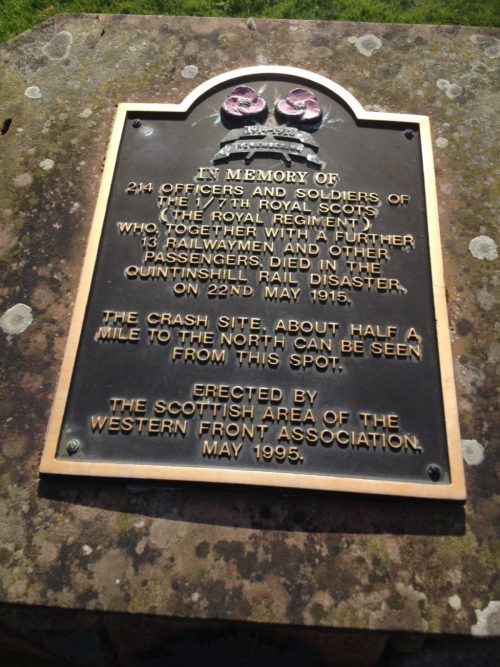 1914-1918
REMEMBERING
IN MEMORY OF
214 OFFICERS AND SOLDIERS OF
THE 1/7TH ROYAL SCOTS
(THE ROYAL REGIMENT)
WHO, TOGETHER WITH A FURTHER
13 RAILWAYMEN AND OTHER
PASSENGERS, DIED IN THE
QUINTINSHILL RAIL DISASTER,
ON 22ND MAY 1915.
THE CRASH SITE, ABOUT HALF A
MILE TO THE NORTH CAN BE SEEN
FROM THIS SPOT.
ERECTED BY
THE SCOTTISH AREA OF THE
WESTERN FRONT ASSOCIATION,
MAY 1995.